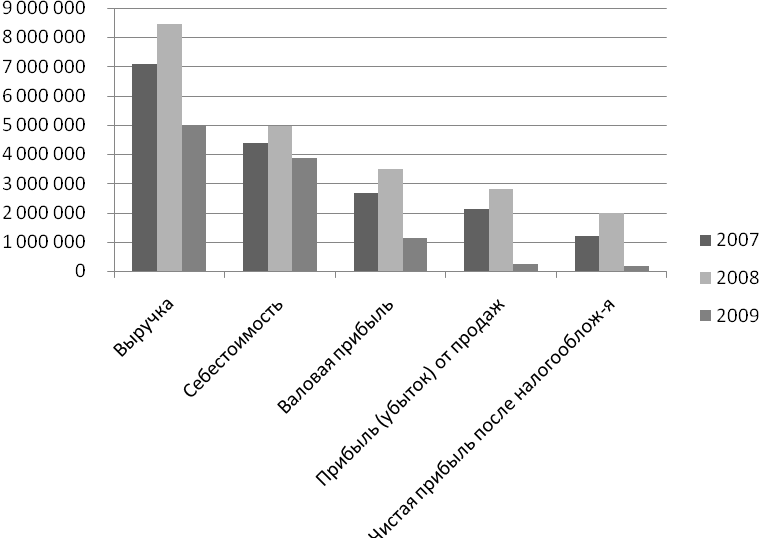 9 000 000
8 000 000
7 000 000
6 000 000
5 000 000
4 000 000
3 000 000
2 000 000
1 000 000
0
Выручка
Себестоимость
Валовая прибыль
Прибыль (убыток) от продаж
Чистая прибыль после налогооблож-я
2007
2008
2009